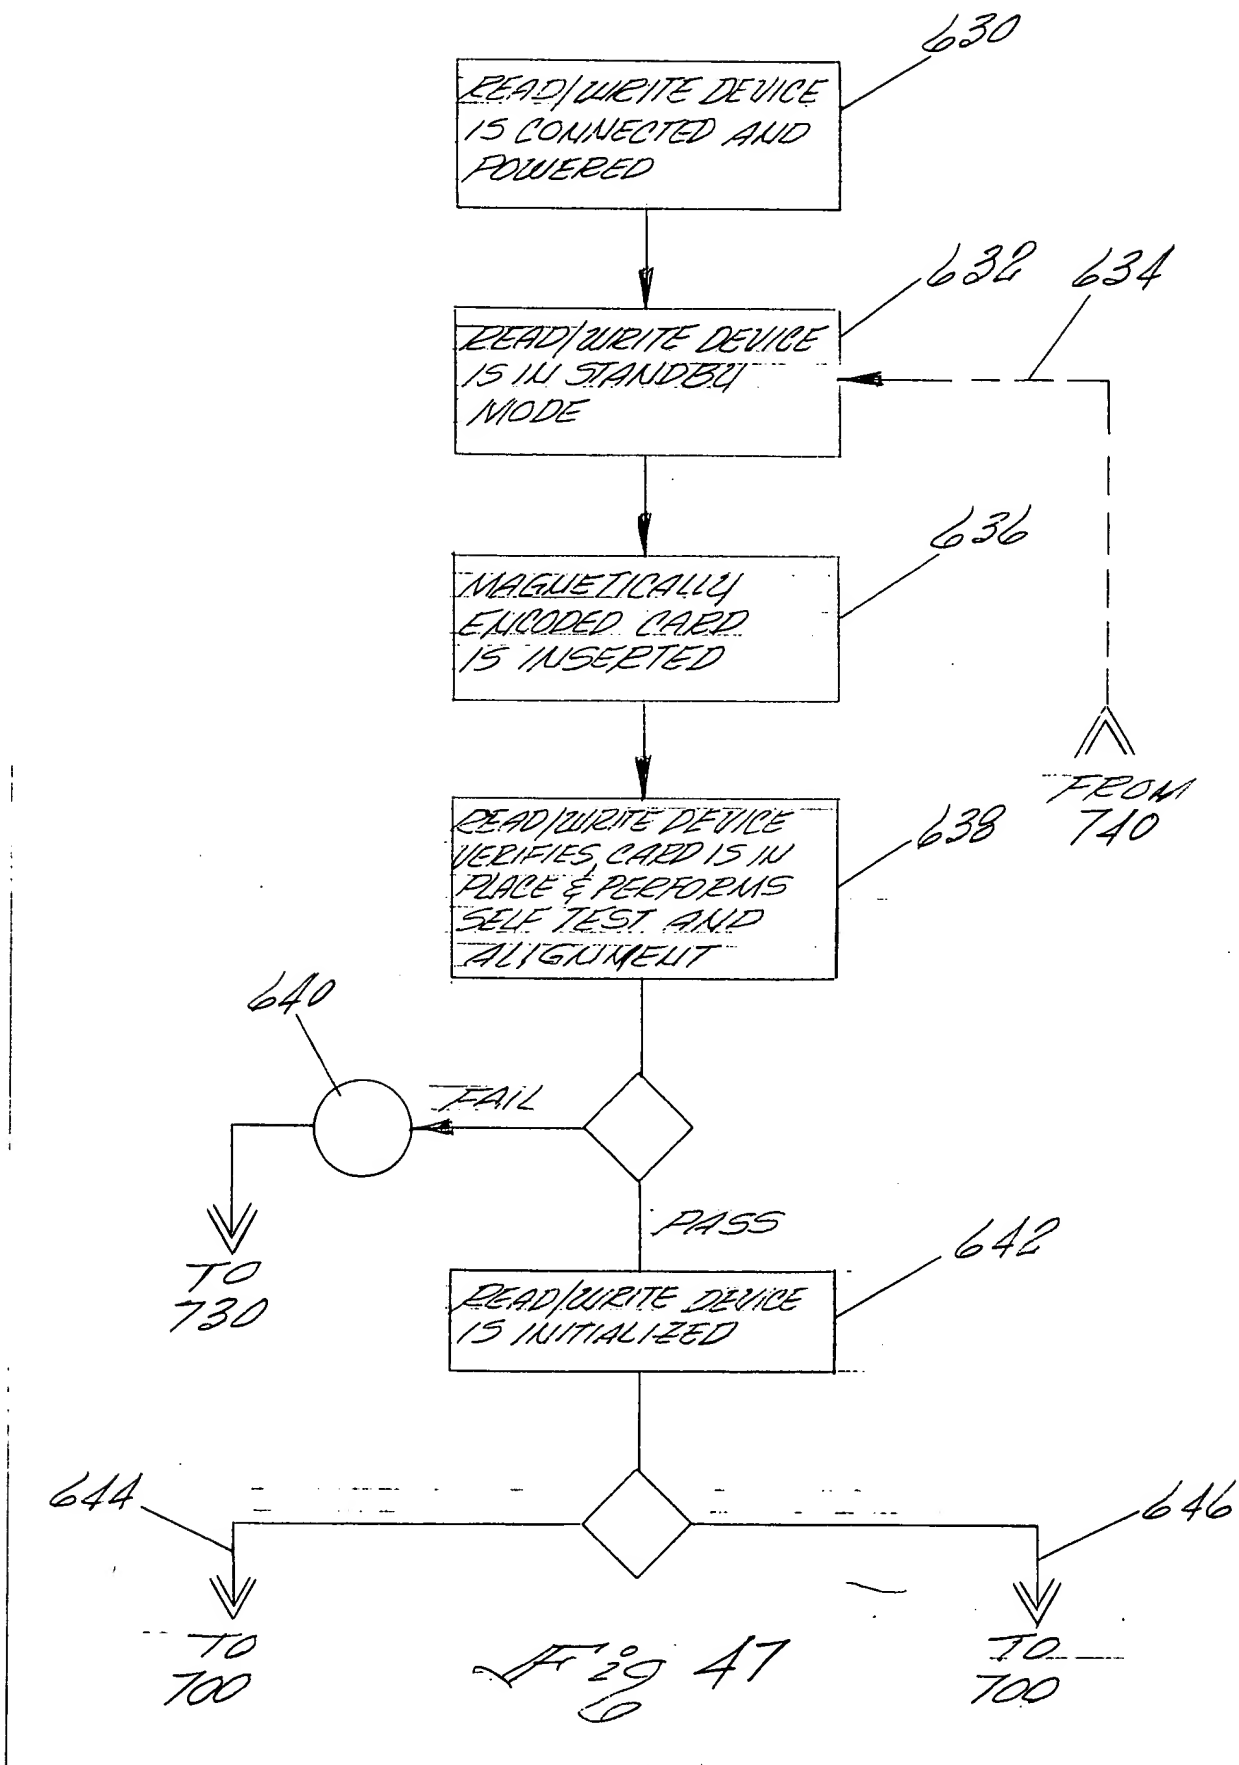 630
READ/WRITE DEVICE
IS CONNECTED AND
POWERED
632
634
READ/WRITE DEVICE
IS IN STANDBY
MODE
636
MAGNETICALLY
ENCODED CARD
IS INSERTED
FROM
740
638
READ/WRITE DEVICE
VERIFIES, CARD IS IN
PLACE & PERFORMS
SELF TEST AND
ALIGNMENT
640
FAIL
PASS
TO
730
642
READ/WRITE DEVICE
IS INITIALIZED
644
646
TO
700
TO
700
Fig 47